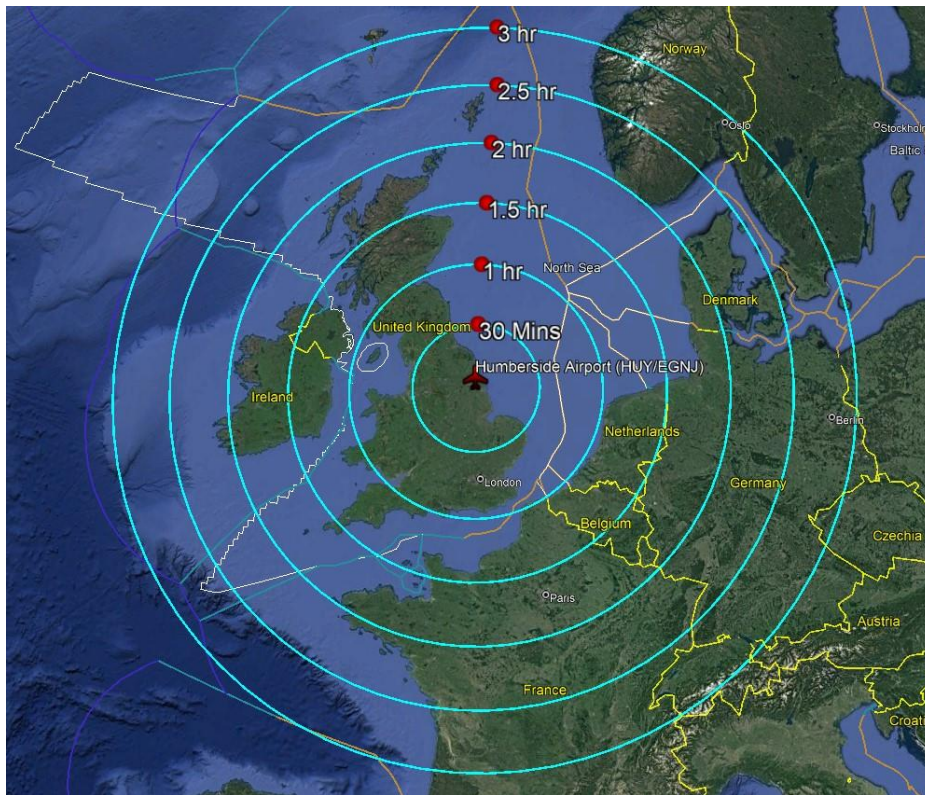 3 hr
Norway
2.5 hr
Oslo
Stockholm
Baltic
2 hr
1.5 hr
1 hr
North Sea
Denmark
United Kingdom
30 Mins
Humberside Airport (HUY/EGNJ)
Ireland
Berlin
Netherlands
London
Germany
Belgium
Czechia
Paris
Austria
France
Croati